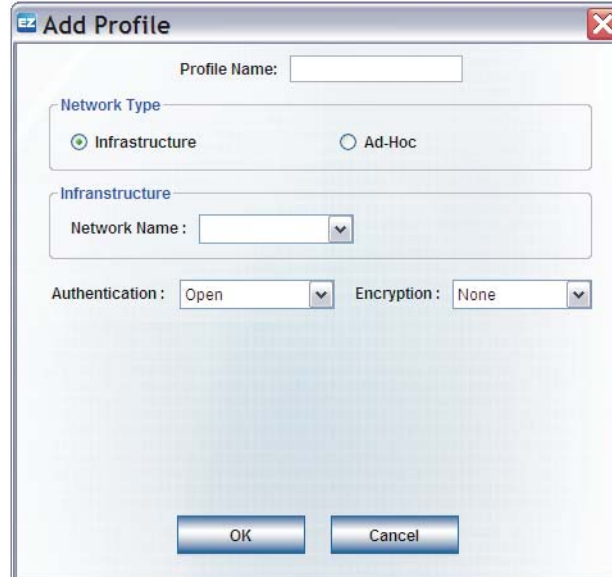 EZ Add Profile
Profile Name:
Network Type
Infrastructure
Ad-Hoc
Infranstructure
Network Name :
Authentication : Open
Encryption : None
OK
Cancel